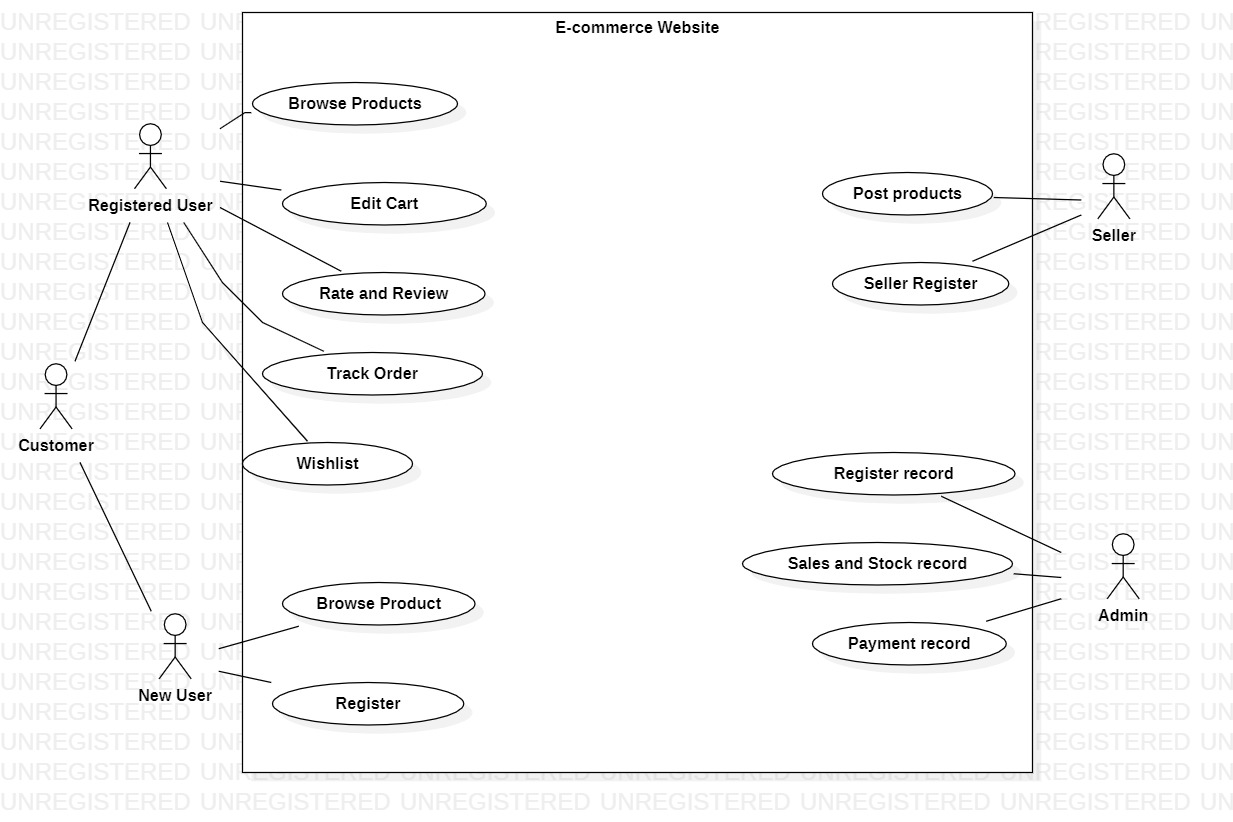 E-commerce Website
Browse Products
Registered User
Edit Cart
Rate and Review
Track Order
Wishlist
Customer
Browse Product
New User
Register
Post products
Seller
Seller Register
Register record
Sales and Stock record
Admin
Payment record
UNREGISTERED UNREGISTERED UNREGISTERED UNREGISTERED UNREGISTERED UNREGISTERED UN